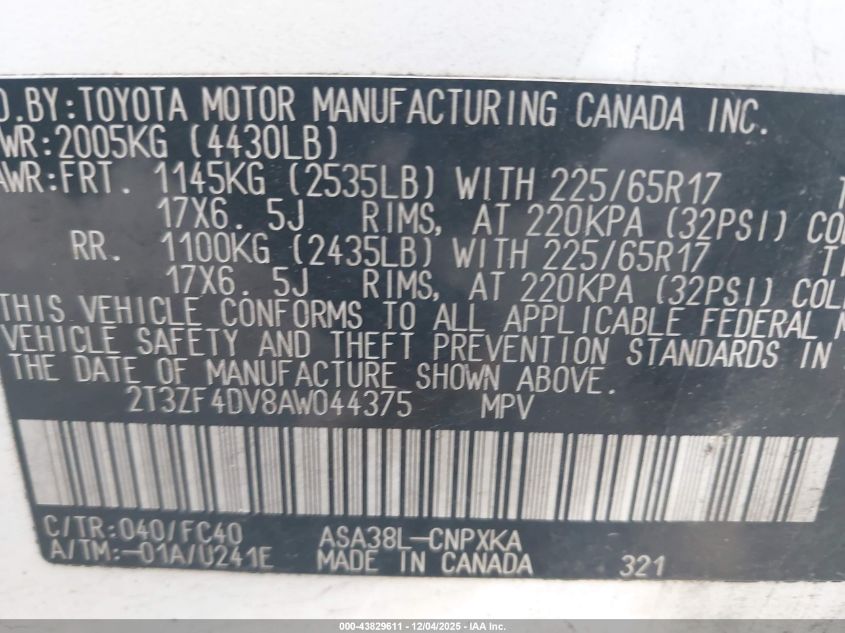 D.BY:TOYOTA MOTOR MANUFACTURING CANADA INC.
WR:2005KG (4430LB)
AWR:FRT. 1145KG (2535LB) WITH 225/65R17 T
17X6. 5J RIMS, AT 220KPA (32PSI) COL
RR. 1100KG (2435LB) WITH 225/65R17 TI
17X6. 5J RIMS, AT 220KPA (32PSI) COLL
THIS VEHICLE CONFORMS TO ALL APPLICABLE FEDERAL M
VEHICLE SAFETY AND THEFT PREVENTION STANDARDS IN
THE DATE OF MANUFACTURE SHOWN ABOVE.
2T3ZF4DV8AW044375 MPV
C/TR:040/FC40 ASA38L-CNPXKA
A/TM:-01A/U241E MADE IN CANADA 321
000-43829611 - 12/04/2025 - IAA Inc.